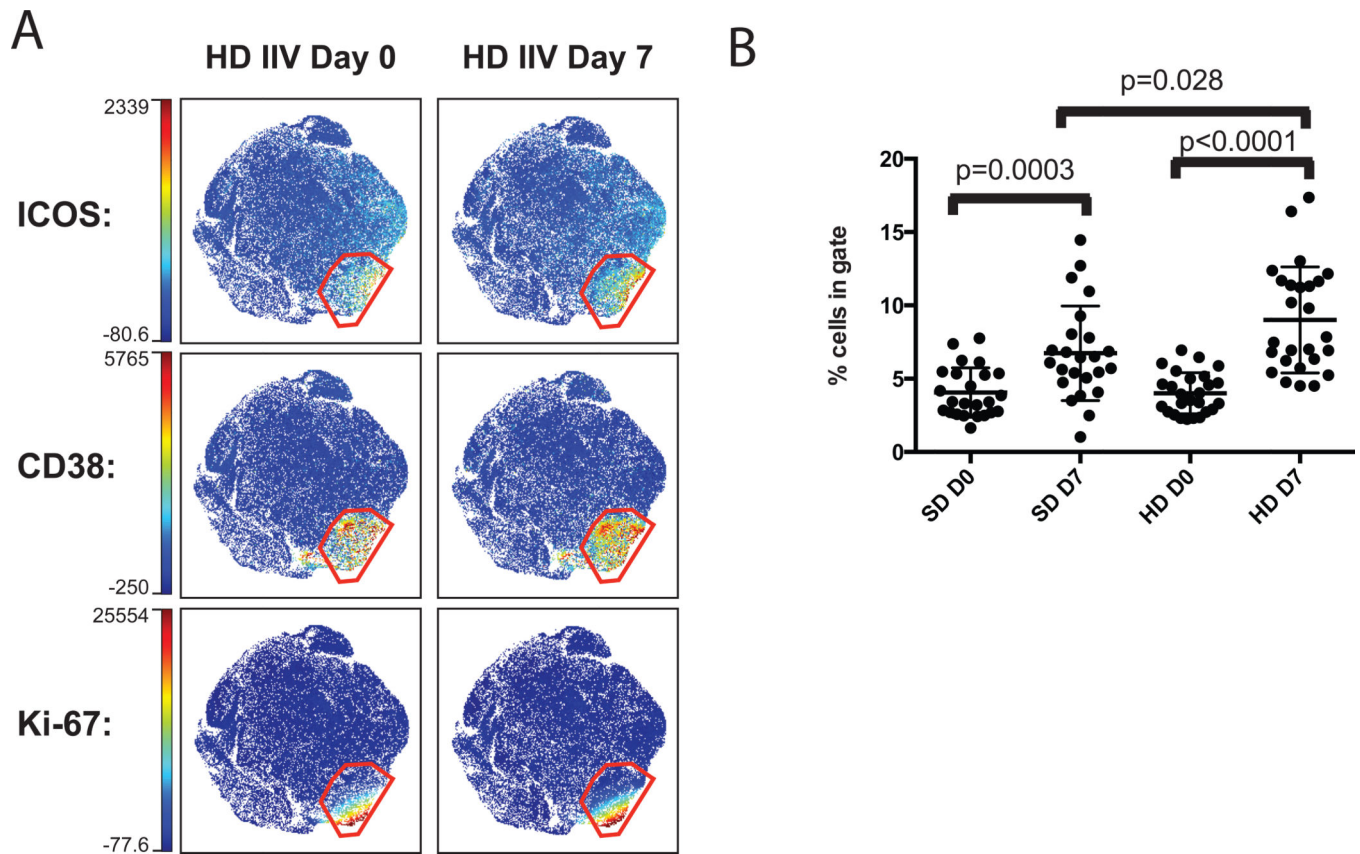 A
HD IIV Day 0
HD IIV Day 7
2339
ICOS:
-80.6
5765
CD38:
-250
25554
Ki-67:
-77.6
B
p=0.028
p<0.0001
p=0.0003
20
15
10
5
0
% cells in gate
SD D0
SD D7
HD D0
HD D7